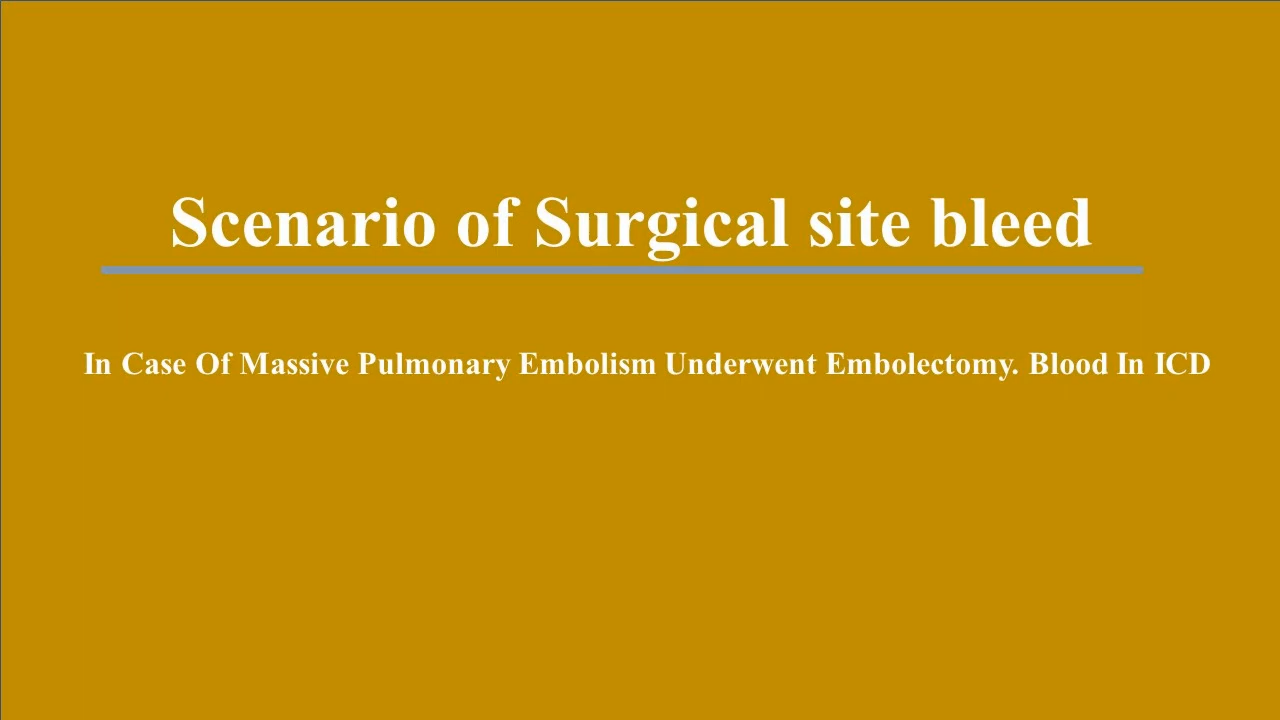 Scenario of Surgical site bleed
In Case Of Massive Pulmonary Embolism Underwent Embolectomy. Blood In ICD